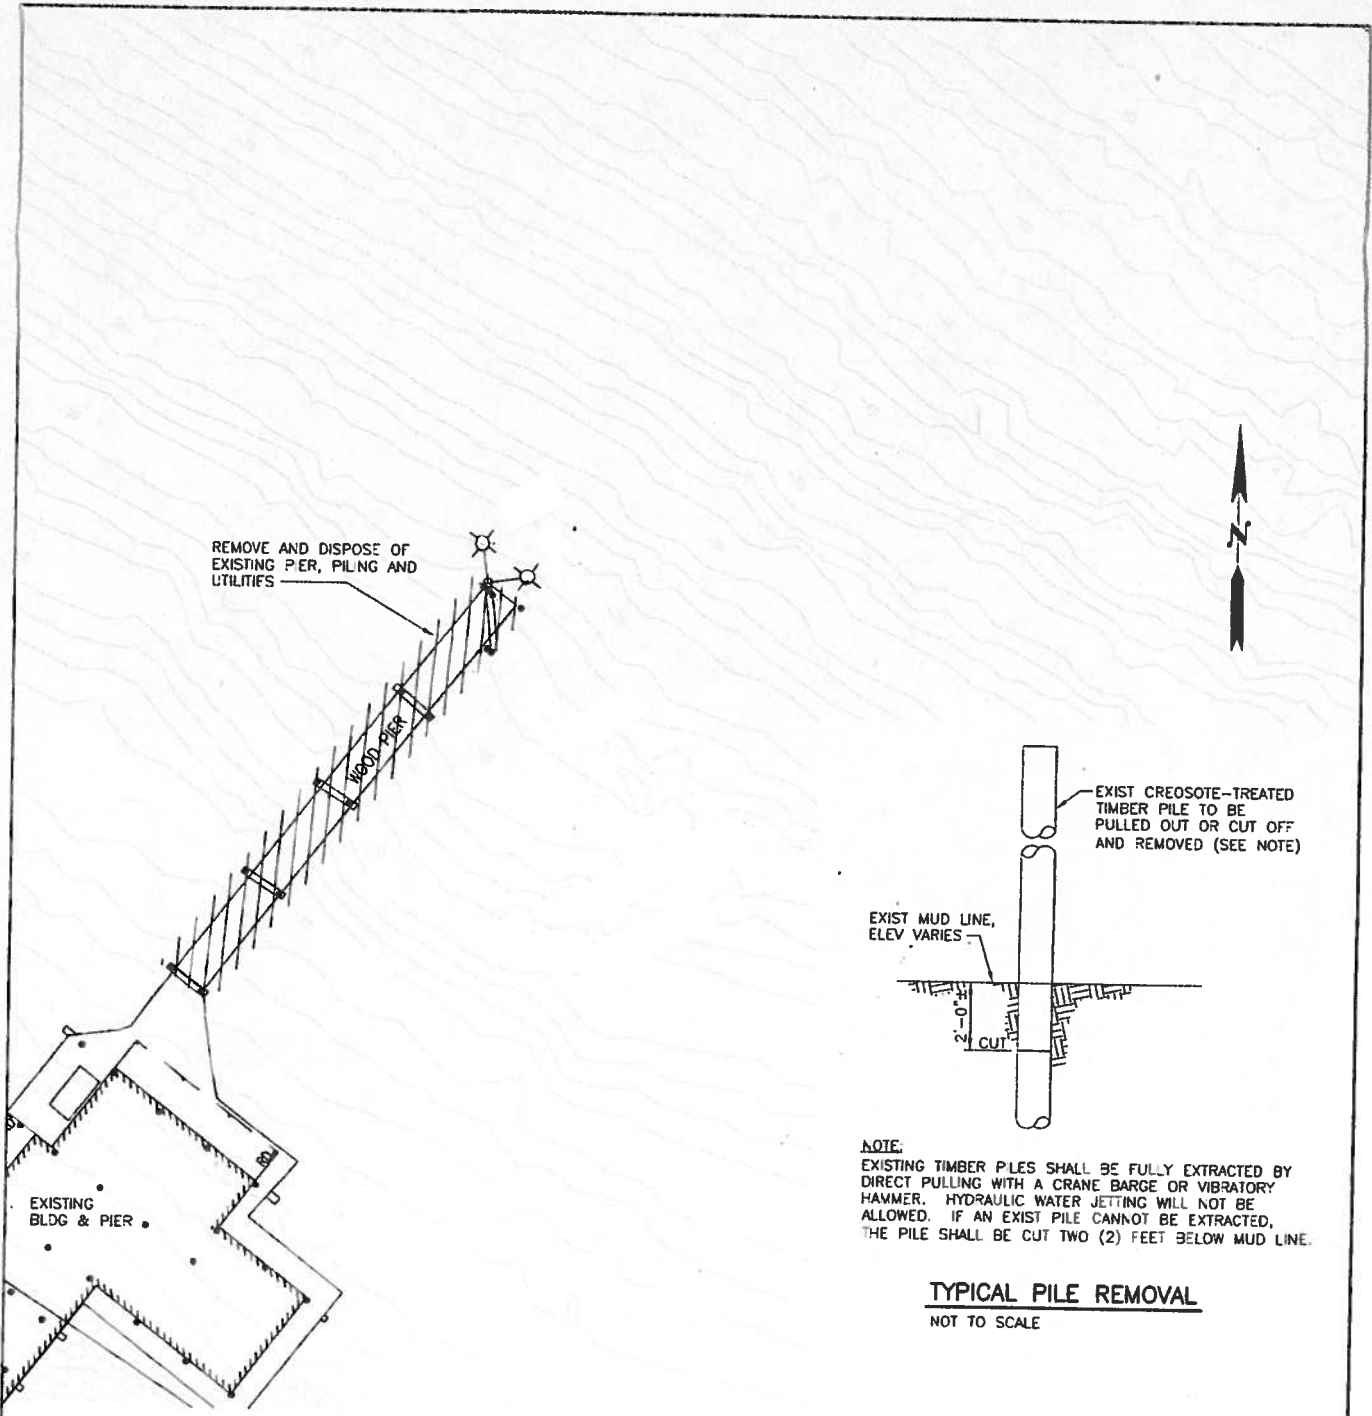 REMOVE AND DISPOSE OF
EXISTING PIER, PILING AND
UTILITIES
WOOD PIER
N
EXIST CREOSOTE-TREATED
TIMBER PILE TO BE
PULLED OUT OR CUT OFF
AND REMOVED (SEE NOTE)
EXIST MUD LINE,
ELEV VARIES
2'-0"±
CUT
RD
EXISTING
BLDG & PIER
NOTE:
EXISTING TIMBER PILES SHALL BE FULLY EXTRACTED BY
DIRECT PULLING WITH A CRANE BARGE OR VIBRATORY
HAMMER. HYDRAULIC WATER JETTING WILL NOT BE
ALLOWED. IF AN EXIST PILE CANNOT BE EXTRACTED,
THE PILE SHALL BE CUT TWO (2) FEET BELOW MUD LINE.
TYPICAL PILE REMOVAL
NOT TO SCALE